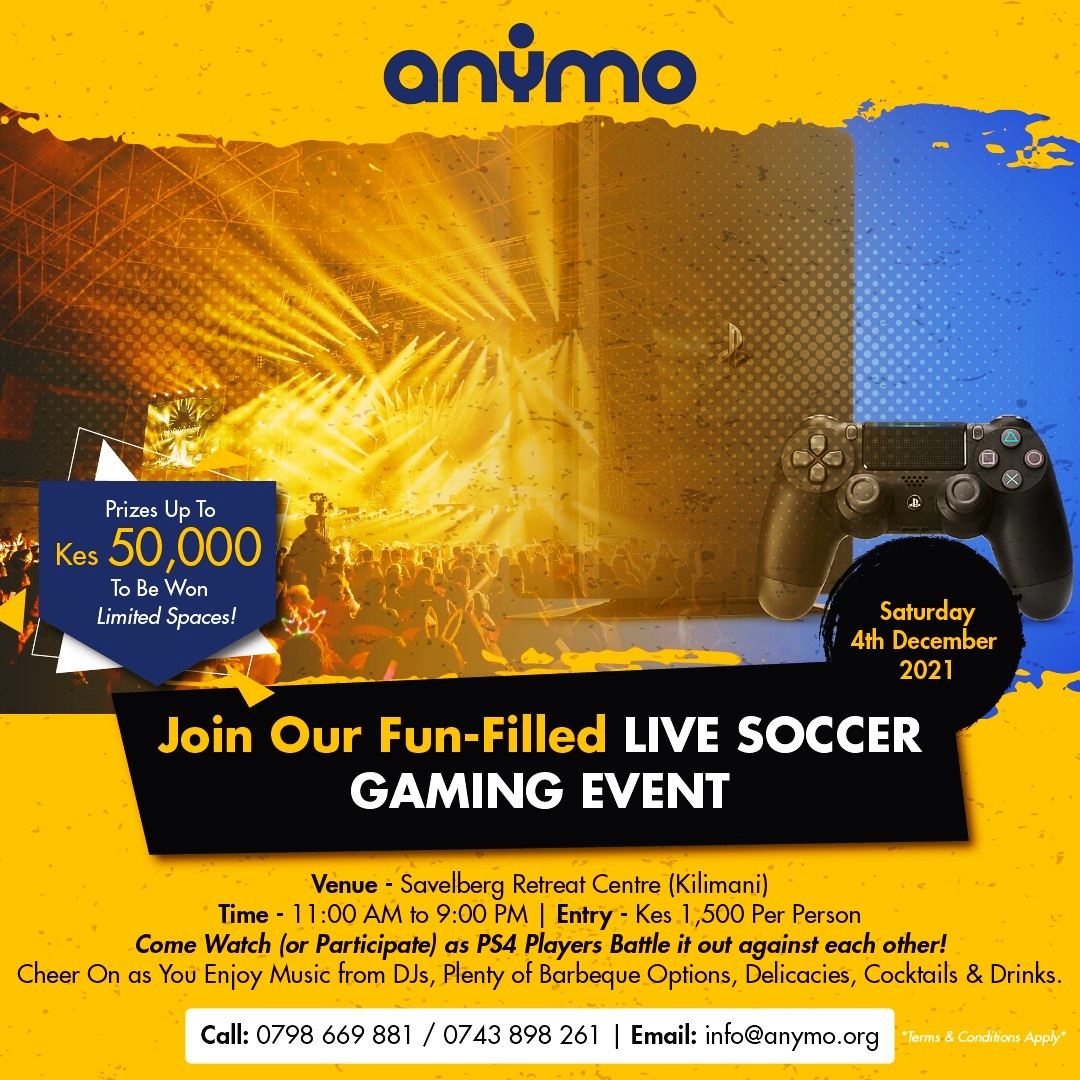 anymo
Prizes Up To
Kes 50,000
To Be Won
Limited Spaces!
Saturday
4th December
2021
Join Our Fun-Filled LIVE SOCCER
GAMING EVENT
Venue - Savelberg Retreat Centre (Kilimani)
Time - 11:00 AM to 9:00 PM | Entry - Kes 1,500 Per Person
Come Watch (or Participate) as PS4 Players Battle it out against each other!
Cheer On as You Enjoy Music from DJs, Plenty of Barbeque Options, Delicacies, Cocktails & Drinks.
Call: 0798 669 881 / 0743 898 261 | Email: info@anymo.org
*Terms & Conditions Apply*